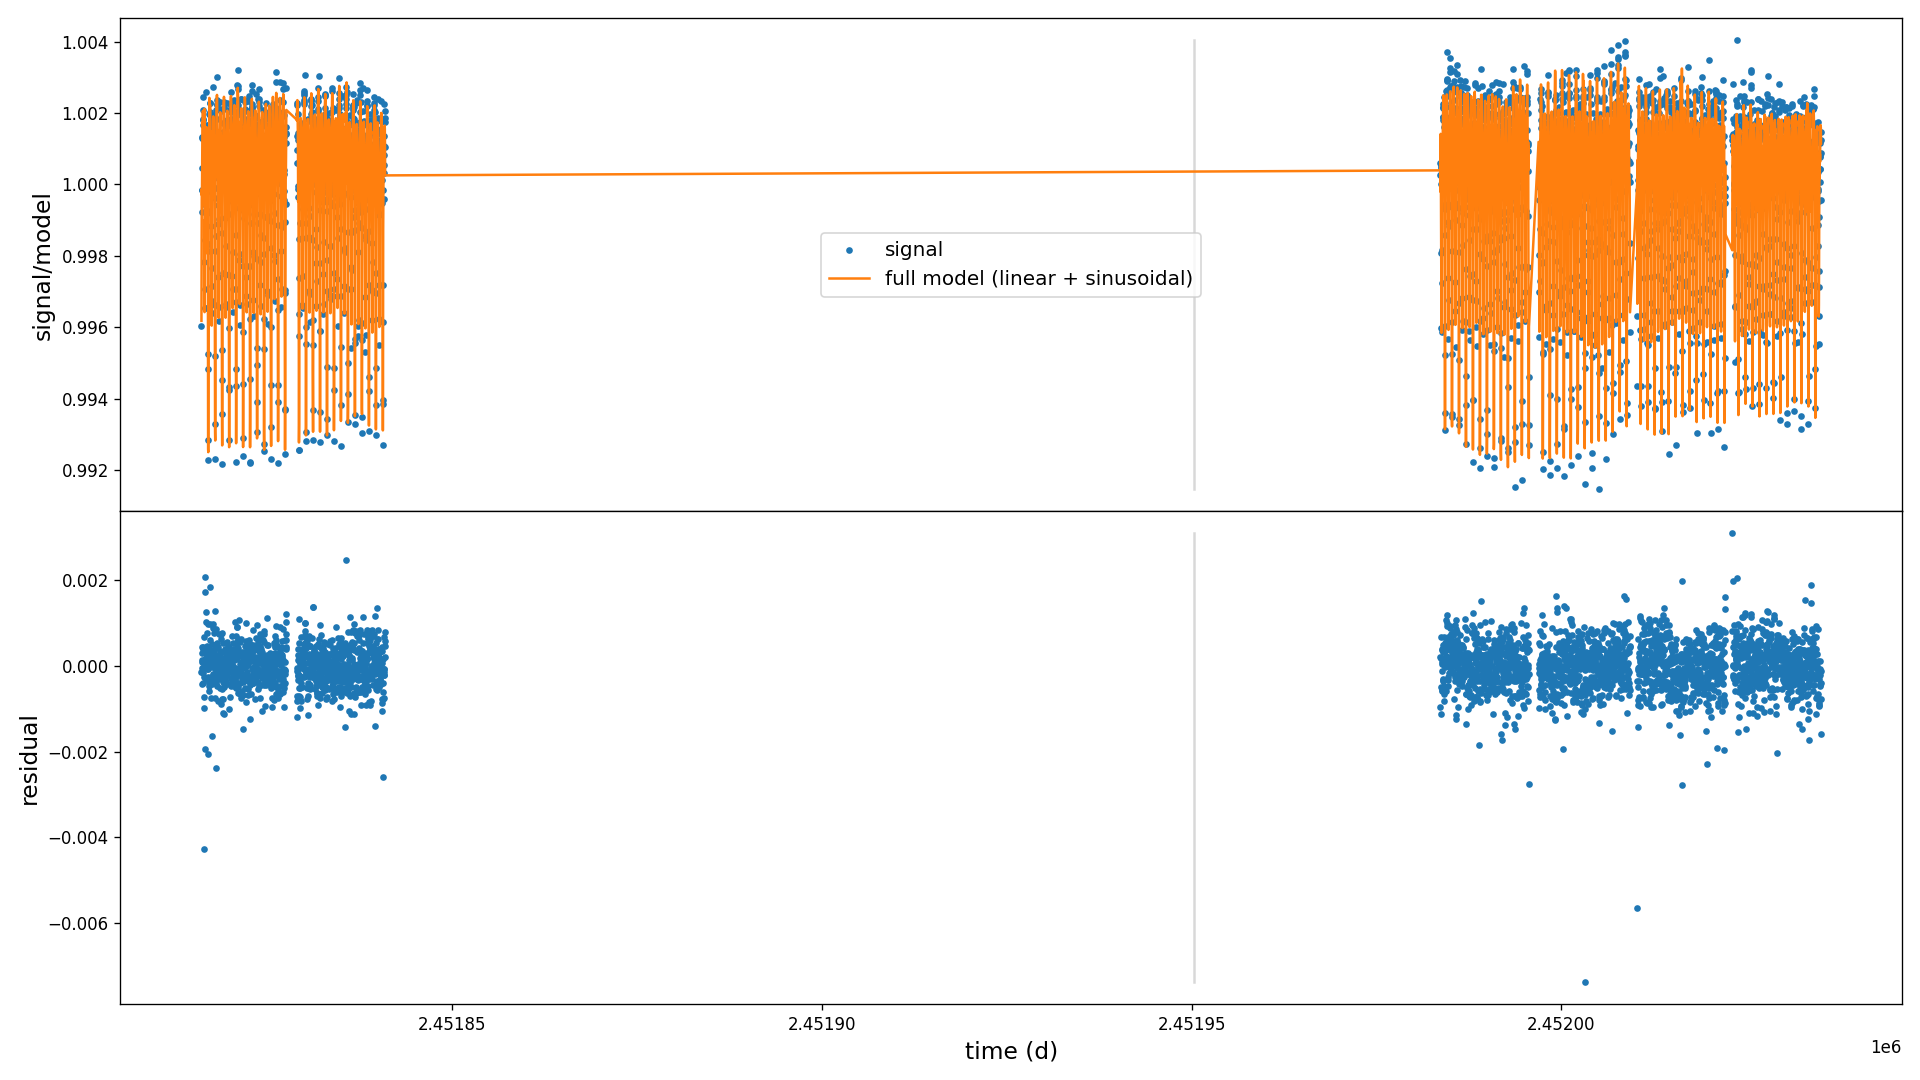 1.004
1.002
1.000
0.998
0.996
0.994
0.992
signal/model
signal
full model (linear + sinusoidal)
0.002
0.000
−0.002
−0.004
−0.006
residual
2.45185
2.45190
2.45195
2.45200
1e6
time (d)